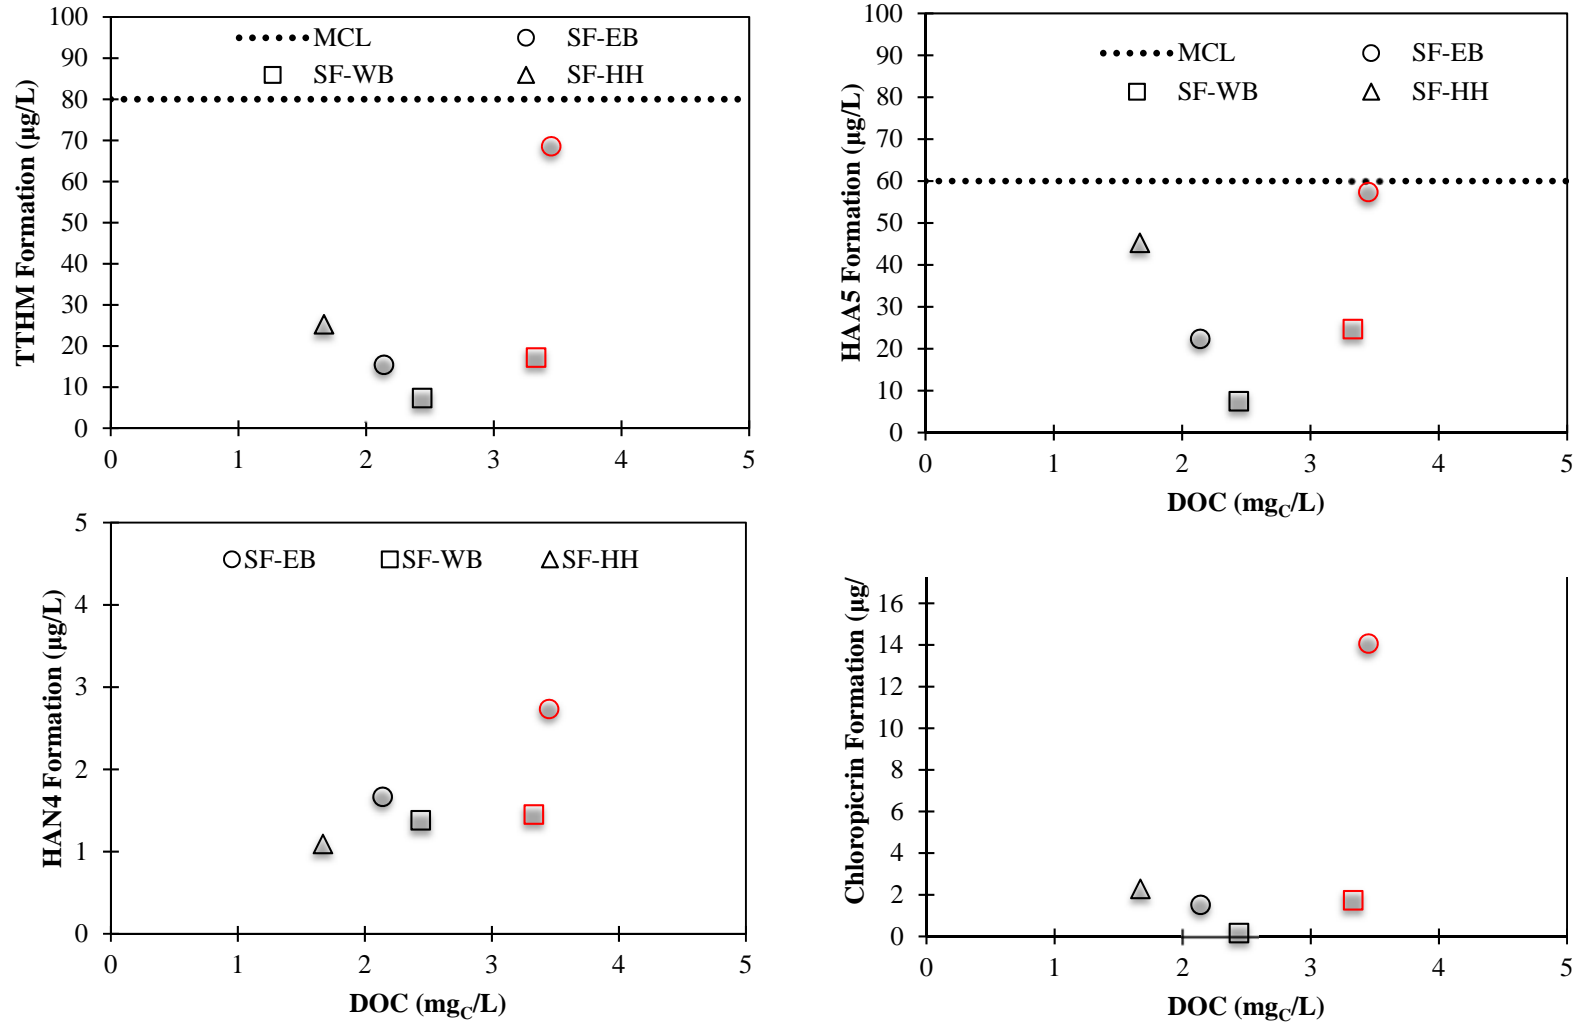 100
90
80
70
60
50
40
30
20
10
0
TTHM Formation (µg/L)
MCL SF-EB
SF-WB SF-HH
0 1 2 3 4 5
100
90
80
70
60
50
40
30
20
10
0
HAA5 Formation (µg/L)
MCL SF-EB
SF-WB SF-HH
0 1 2 3 4 5
DOC (mgC/L)
5
4
3
2
1
0
HAN4 Formation (µg/L)
SF-EB SF-WB SF-HH
0 1 2 3 4 5
DOC (mgC/L)
16
14
12
10
8
6
4
2
0
Chloropicrin Formation (µg/
0 1 2 3 4 5
DOC (mgC/L)